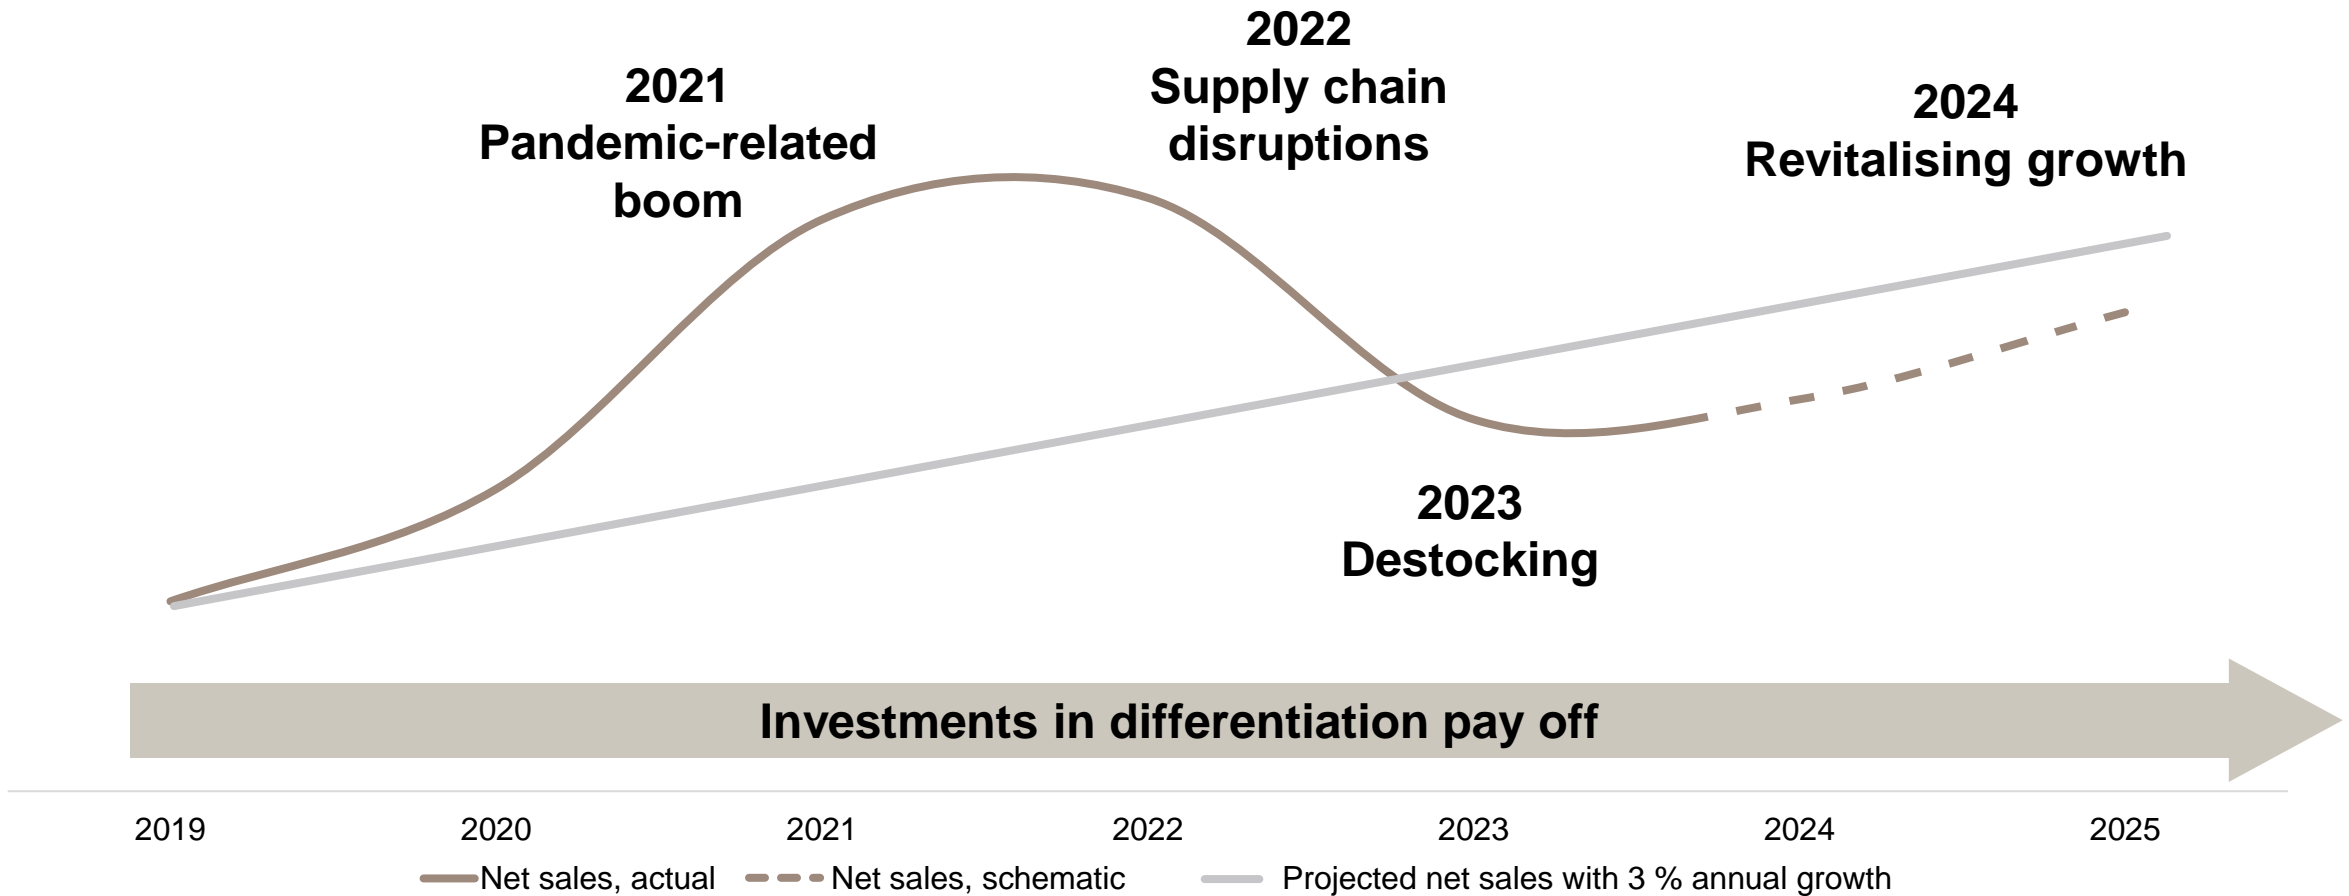 2021
Pandemic-related
boom
2022
Supply chain
disruptions
2024
Revitalising growth
2023
Destocking
Investments in differentiation pay off
2019 2020 2021 2022 2023 2024 2025
Net sales, actual Net sales, schematic Projected net sales with 3 % annual growth